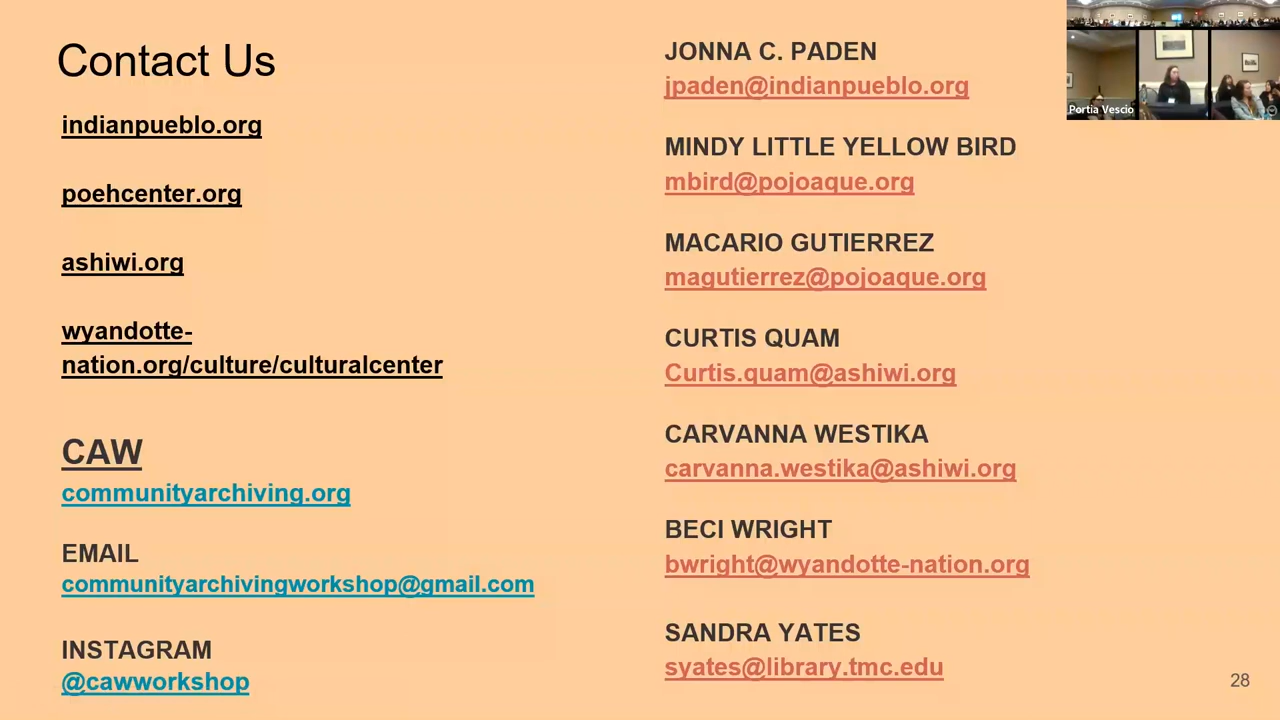 Contact Us
indianpueblo.org
poehcenter.org
ashiwi.org
wyandotte-
nation.org/culture/culturalcenter
CAW
communityarchiving.org
EMAIL
communityarchivingworkshop@gmail.com
INSTAGRAM
@cawworkshop
JONNA C. PADEN
jpaden@indianpueblo.org
MINDY LITTLE YELLOW BIRD
mbird@pojoaque.org
MACARIO GUTIERREZ
magutierrez@pojoaque.org
CURTIS QUAM
Curtis.quam@ashiwi.org
CARVANNA WESTIKA
carvanna.westika@ashiwi.org
BECI WRIGHT
bwright@wyandotte-nation.org
SANDRA YATES
syates@library.tmc.edu
Portia Vescio
28